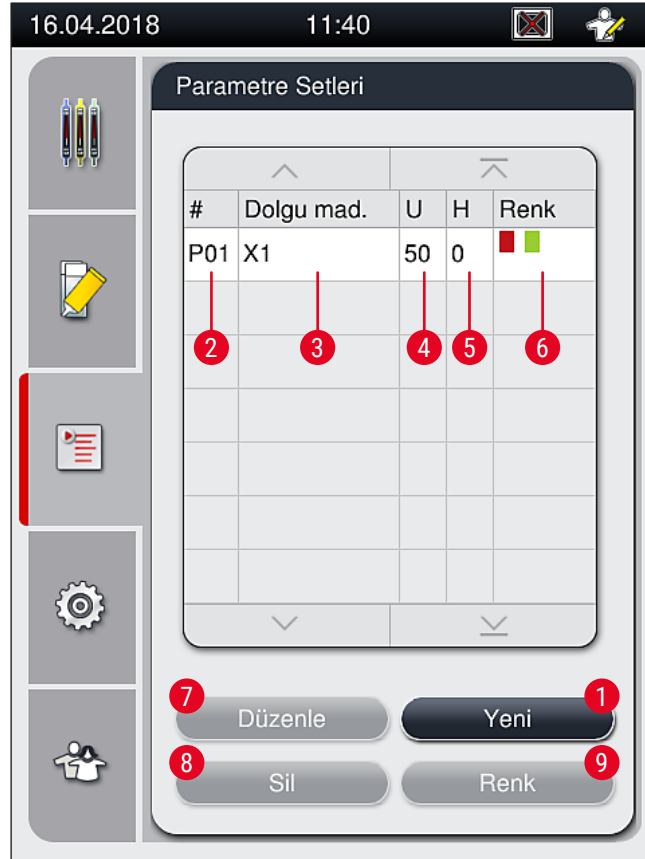 16.04.2018 11:40
Parametre Setleri
# Dolgu mad. U H Renk
P01 X1 50 0
2 3 4 5 6
7 1
Düzenle Yeni
8 9
Sil Renk